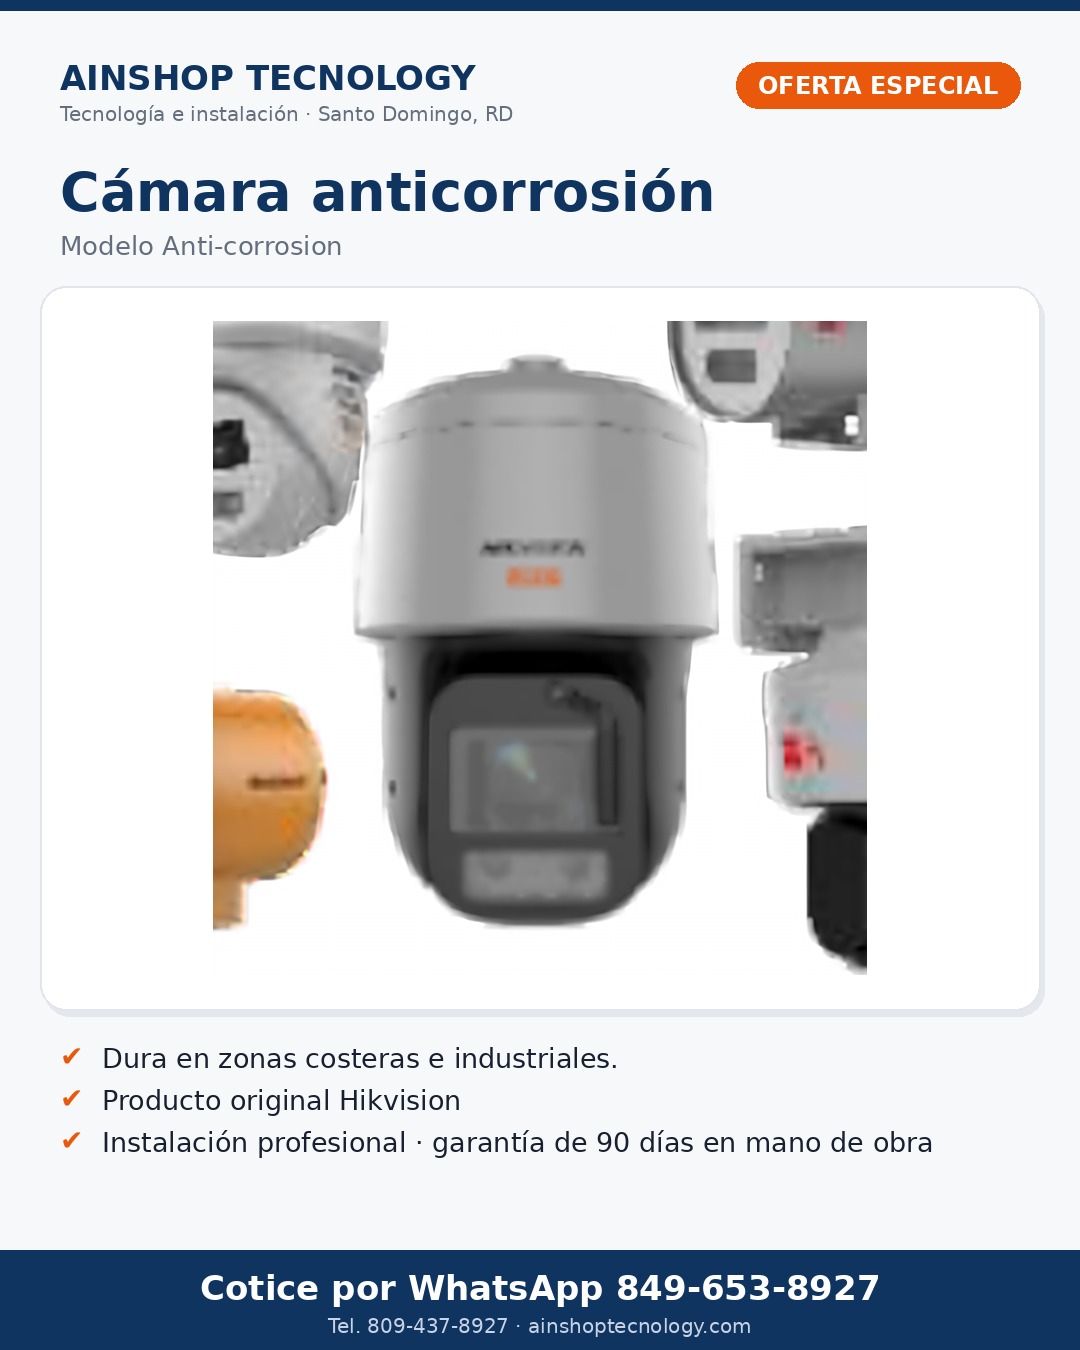 AINSHOP TECNOLOGY
OFERTA ESPECIAL
Tecnología e instalación · Santo Domingo, RD
Cámara anticorrosión
Modelo Anti-corrosion
HIKVISION
✔ Dura en zonas costeras e industriales.
✔ Producto original Hikvision
✔ Instalación profesional · garantía de 90 días en mano de obra
Cotice por WhatsApp 849-653-8927
Tel. 809-437-8927 · ainshoptecnology.com